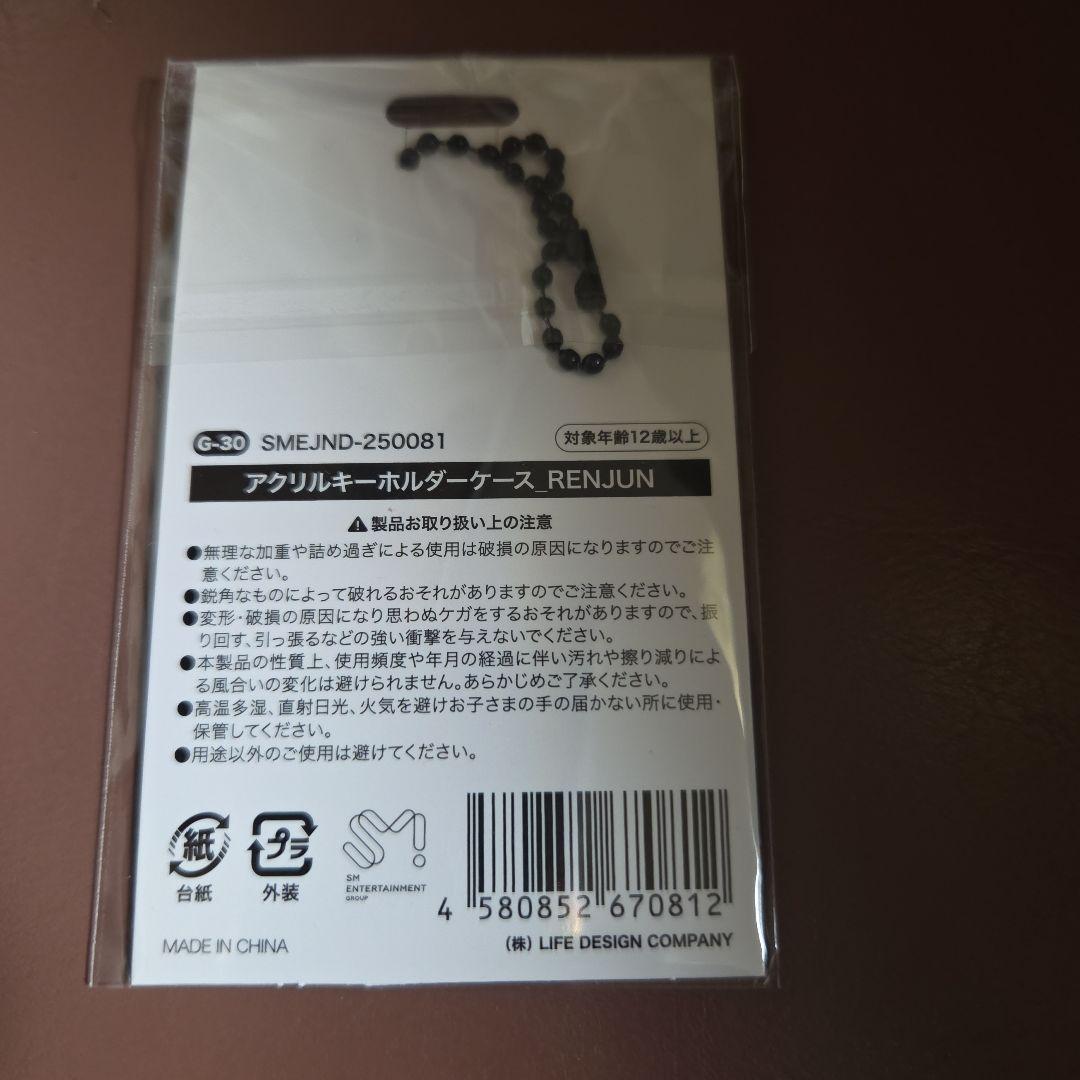 G-30 SMEJND-250081 対象年齢12歳以上
アクリルキーホルダーケース_RENJUN
⚠製品お取り扱い上の注意
●無理な加重や詰め過ぎによる使用は破損の原因になりますのでご注
意ください。
●鋭角なものによって破れるおそれがありますのでご注意ください。
●変形・破損の原因になり思わぬケガをするおそれがありますので、振
り回す、引っ張るなどの強い衝撃を与えないでください。
●本製品の性質上、使用頻度や年月の経過に伴い汚れや擦り減りによ
る風合いの変化は避けられません。あらかじめご了承ください。
●高温多湿、直射日光、火気を避けお子さまの手の届かない所に使用・
保管してください。
●用途以外のご使用は避けてください。
紙
台紙
プラ
外装
SM
SM
ENTERTAINMENT
GROUP
4 580852 670812
MADE IN CHINA
(株) LIFE DESIGN COMPANY